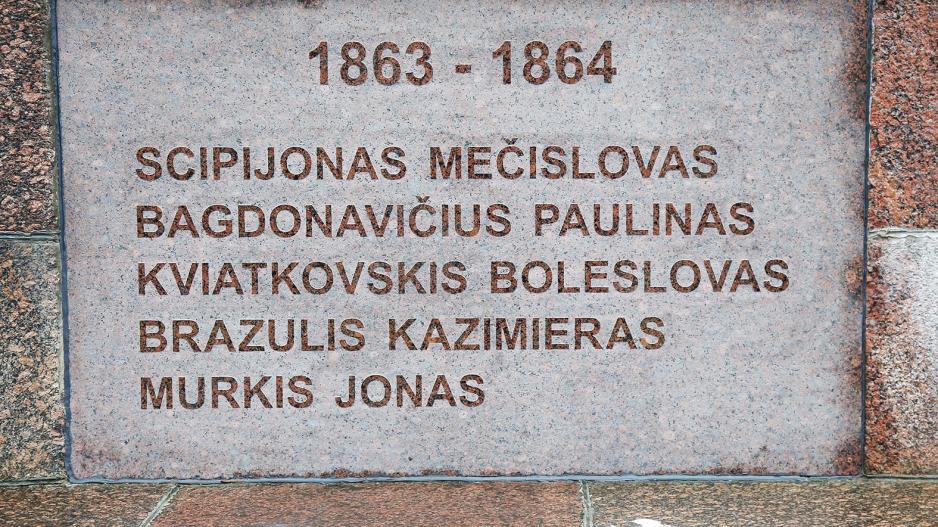 1863 - 1864
SCIPIJONAS MEČISLOVAS
BAGDONAVIČIUS PAULINAS
KVIATKOVSKIS BOLESLOVAS
BRAZULIS KAZIMIERAS
MURKIS JONAS